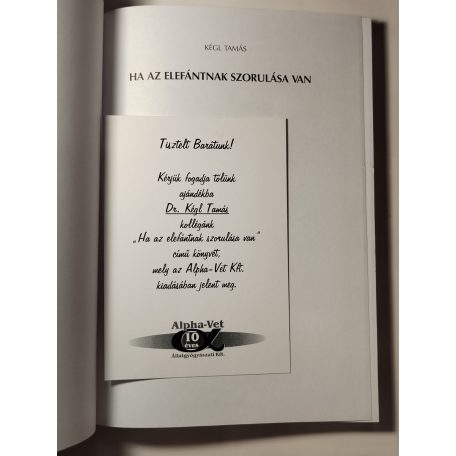 KÉGL TAMÁS
HA AZ ELEFÁNTNAK SZORULÁSA VAN
Tisztelt Barátunk!
Kérjük fogadja tőlünk
ajándékba
Dr. Kégl Tamás
kollégánk
„Ha az elefántnak szorulása van"
című könyvét,
mely az Alpha-Vet Kft.
kiadásában jelent meg.
Alpha-Vet
10
éves
Állatgyógyászati Kft.